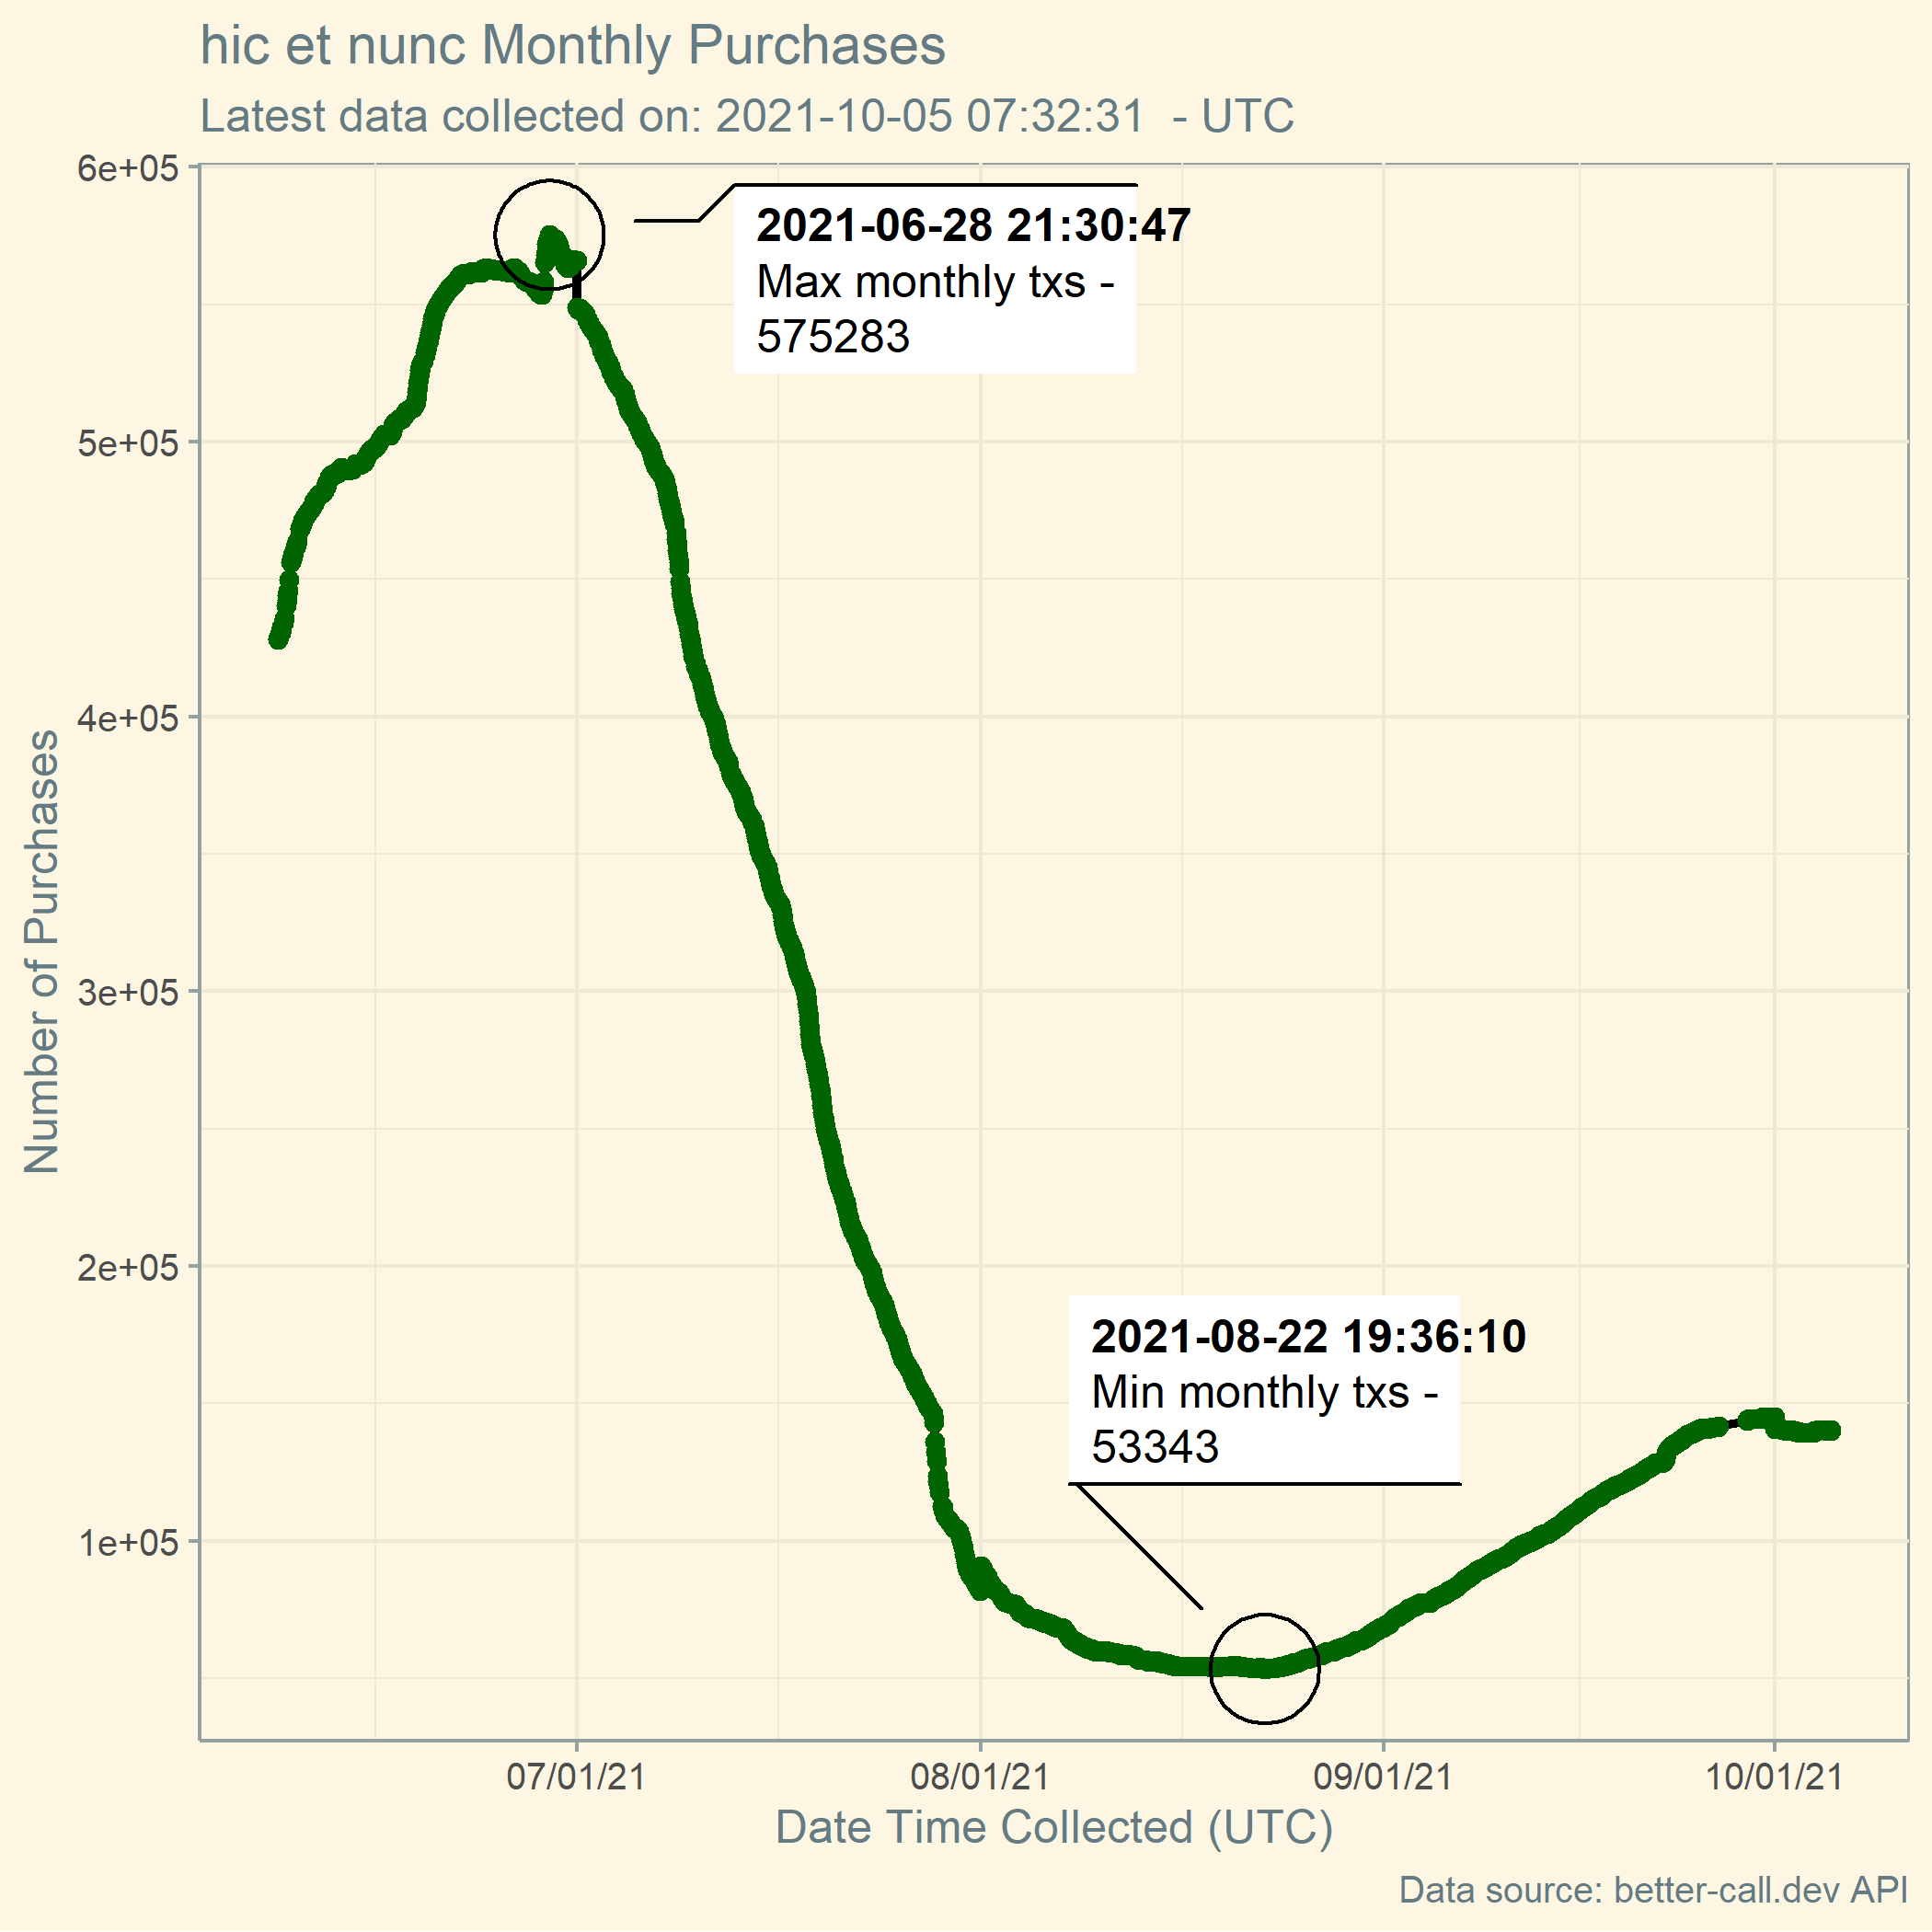 hic et nunc Monthly Purchases
Latest data collected on: 2021-10-05 07:32:31  - UTC
6e+05
5e+05
4e+05
3e+05
2e+05
1e+05
Number of Purchases
2021-06-28 21:30:47
Max monthly txs -
575283
2021-08-22 19:36:10
Min monthly txs -
53343
07/01/21
08/01/21
09/01/21
10/01/21
Date Time Collected (UTC)
Data source: better-call.dev API